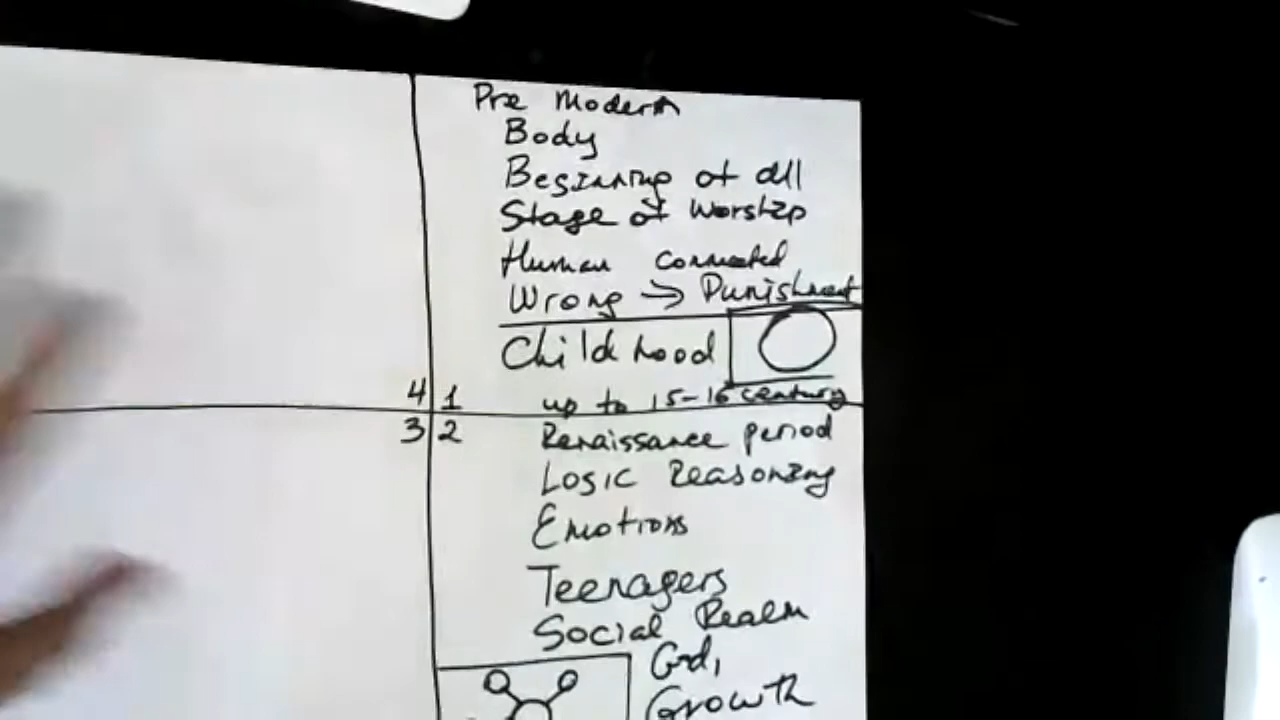 Pre Modern
Body
Beginning of all
Stage of Worship
Human connected
Wrong → Punishment
Childhood
4 1 up to 15-16 century
3 2 Renaissance period
Logic Reasoning
Emotions
Teenagers
Social Realm
God,
Growth